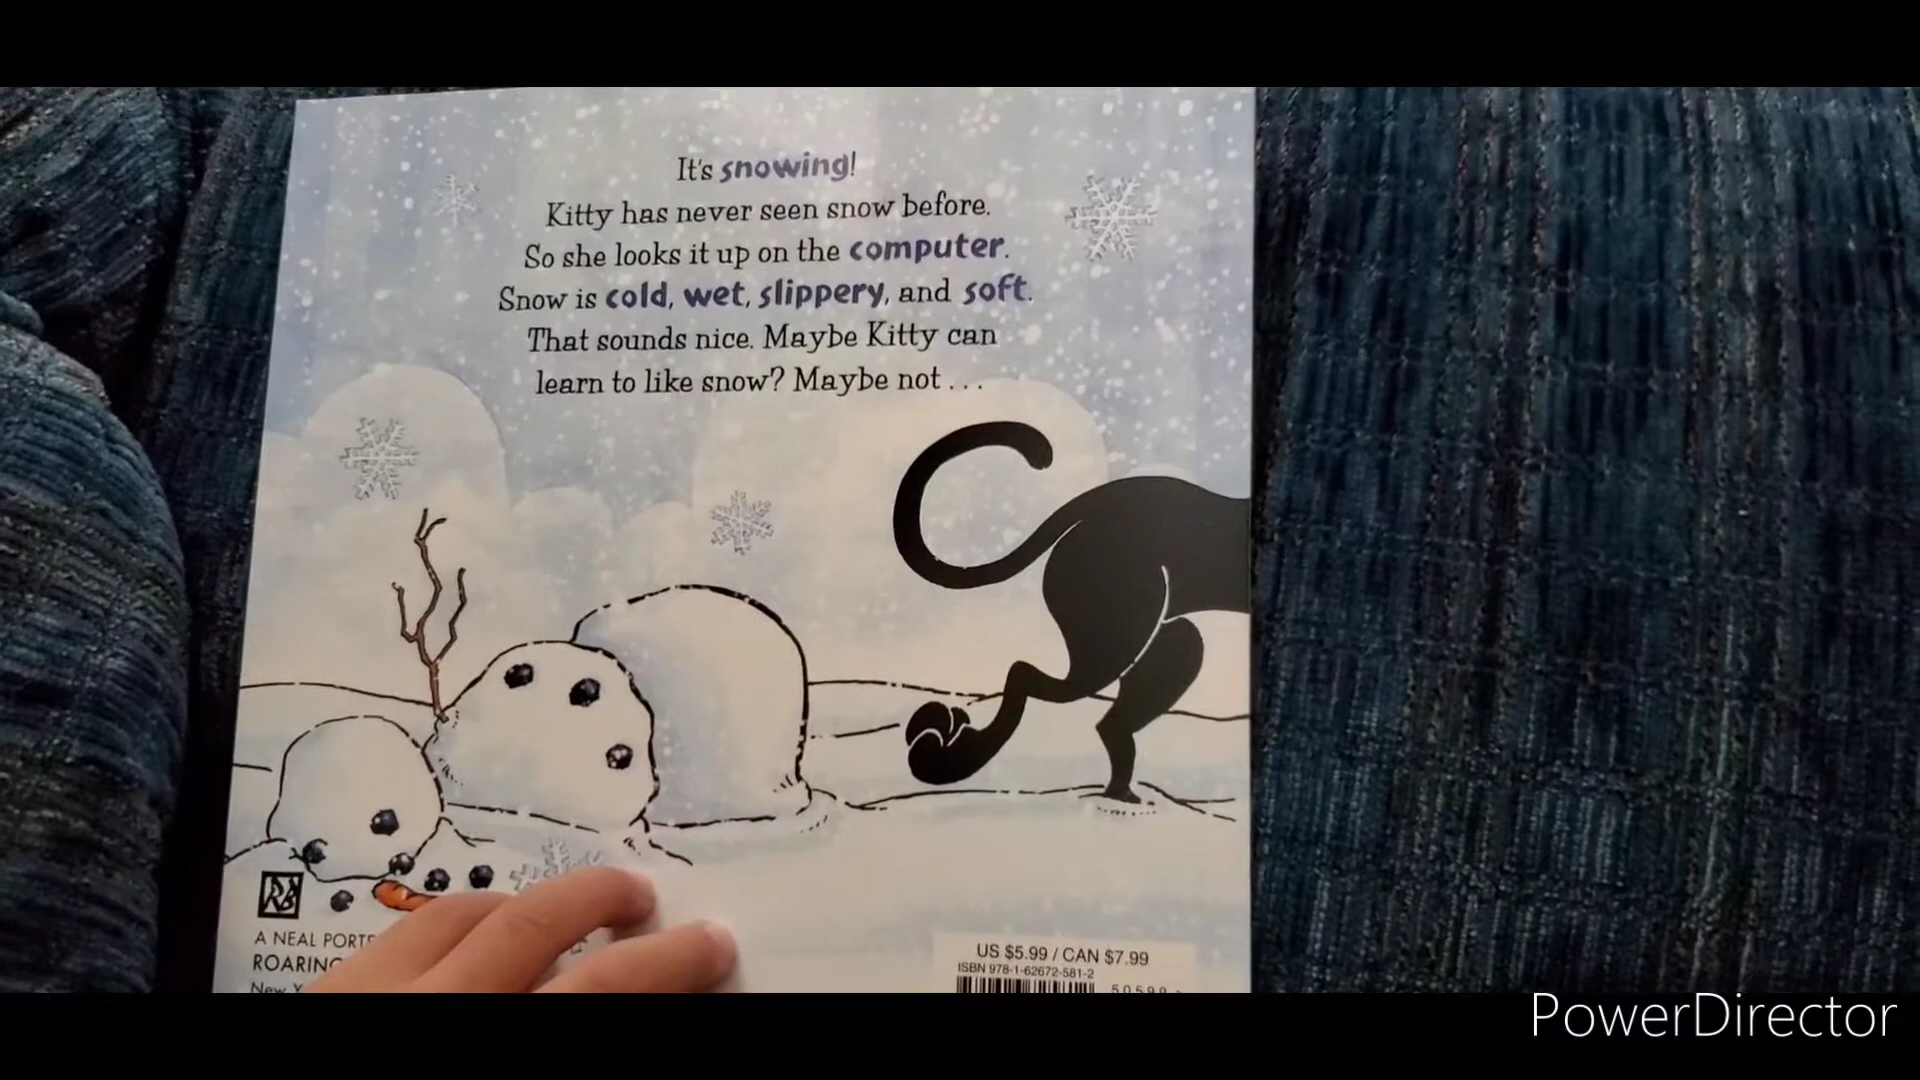 It's snowing!
Kitty has never seen snow before.
So she looks it up on the computer.
Snow is cold, wet, slippery, and soft.
That sounds nice. Maybe Kitty can
learn to like snow? Maybe not . . .
A NEAL PORTE
ROARING
New Y
US $5.99 / CAN $7.99
ISBN 978-1-62672-581-2
50599 >
PowerDirector